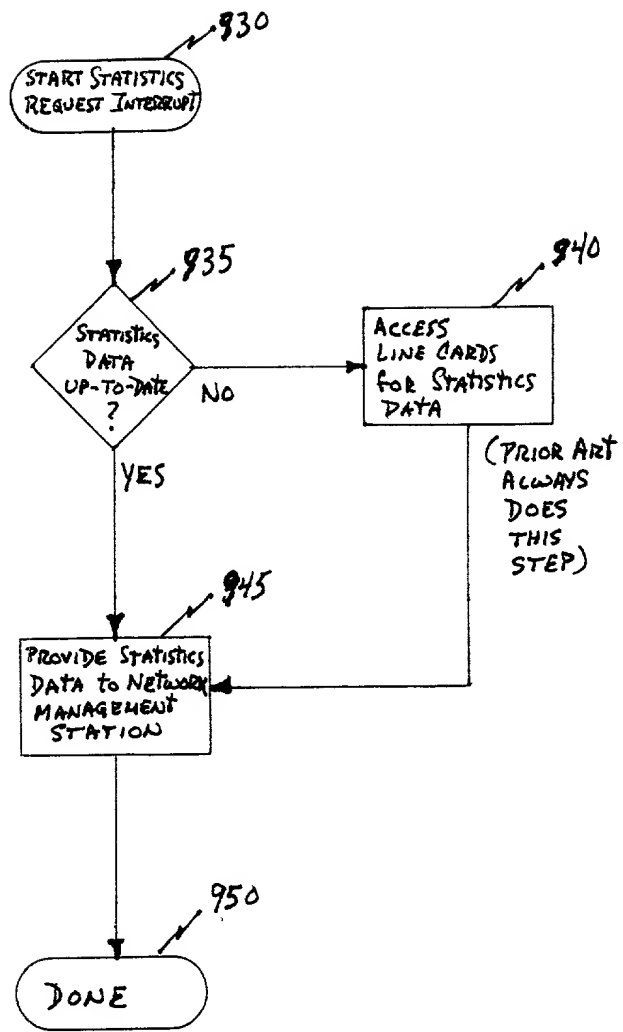 930
START STATISTICS
REQUEST INTERRUPT
935
STATISTICS
DATA
UP-TO-DATE
?
NO
YES
940
ACCESS
LINE CARDS
FOR STATISTICS
DATA
(PRIOR ART
ALWAYS
DOES
THIS
STEP)
945
PROVIDE STATISTICS
DATA to NETWORK
MANAGEMENT
STATION
950
DONE